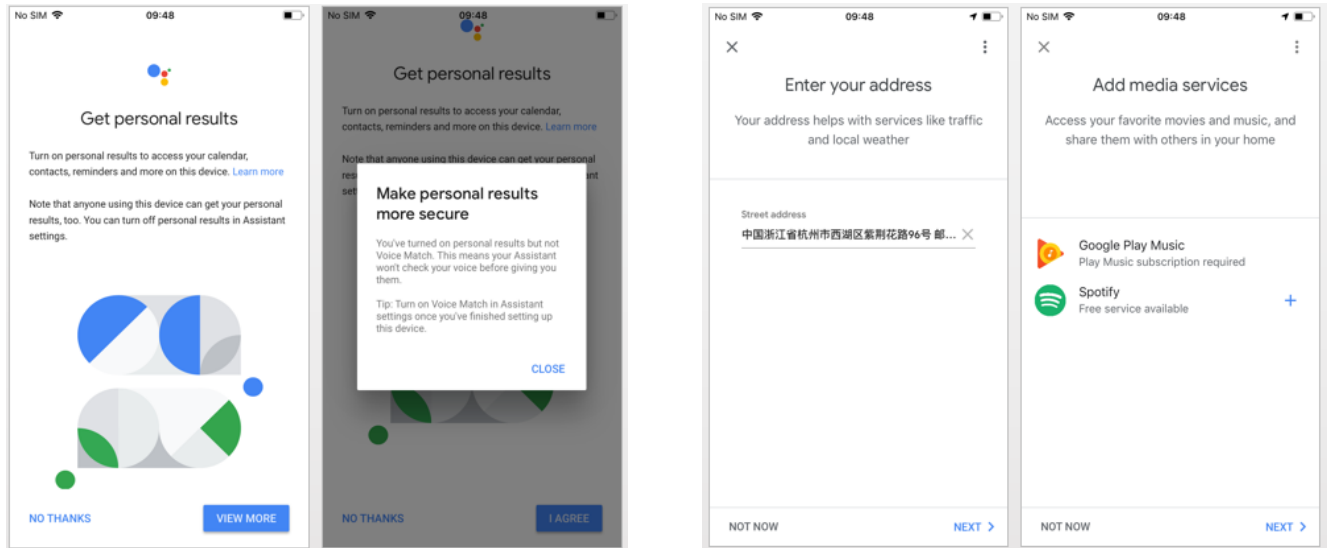 No SIM 09:48
Get personal results
Turn on personal results to access your calendar,
contacts, reminders and more on this device. Learn more
Note that anyone using this device can get your personal
results, too. You can turn off personal results in Assistant
settings.
NO THANKS
VIEW MORE
No SIM 09:48
Get personal results
Turn on personal results to access your calendar,
contacts, reminders and more on this device. Learn more
Note that anyone using this device can get your personal
Make personal results
more secure
You've turned on personal results but not
Voice Match. This means your Assistant
won't check your voice before giving you
them.
Tip: Turn on Voice Match in Assistant
settings once you've finished setting up
this device.
CLOSE
NO THANKS
I AGREE
No SIM 09:48
Enter your address
Your address helps with services like traffic
and local weather
Street address
中国浙江省杭州市西湖区紫荆花路96号 邮...
NOT NOW
NEXT
No SIM 09:48
Add media services
Access your favorite movies and music, and
share them with others in your home
Google Play Music
Play Music subscription required
Spotify
Free service available
NOT NOW
NEXT